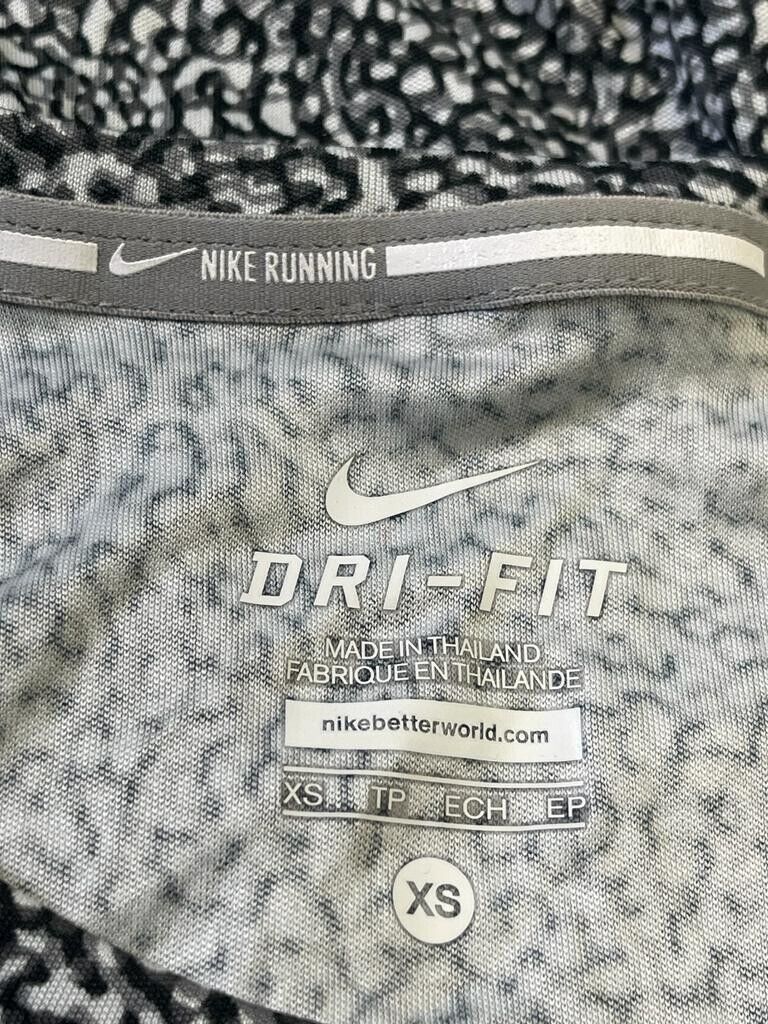 NIKE RUNNING
DRI-FIT
MADE IN THAILAND
FABRIQUE EN THAILANDE
nikebetterworld.com
XS TP ECH EP
XS